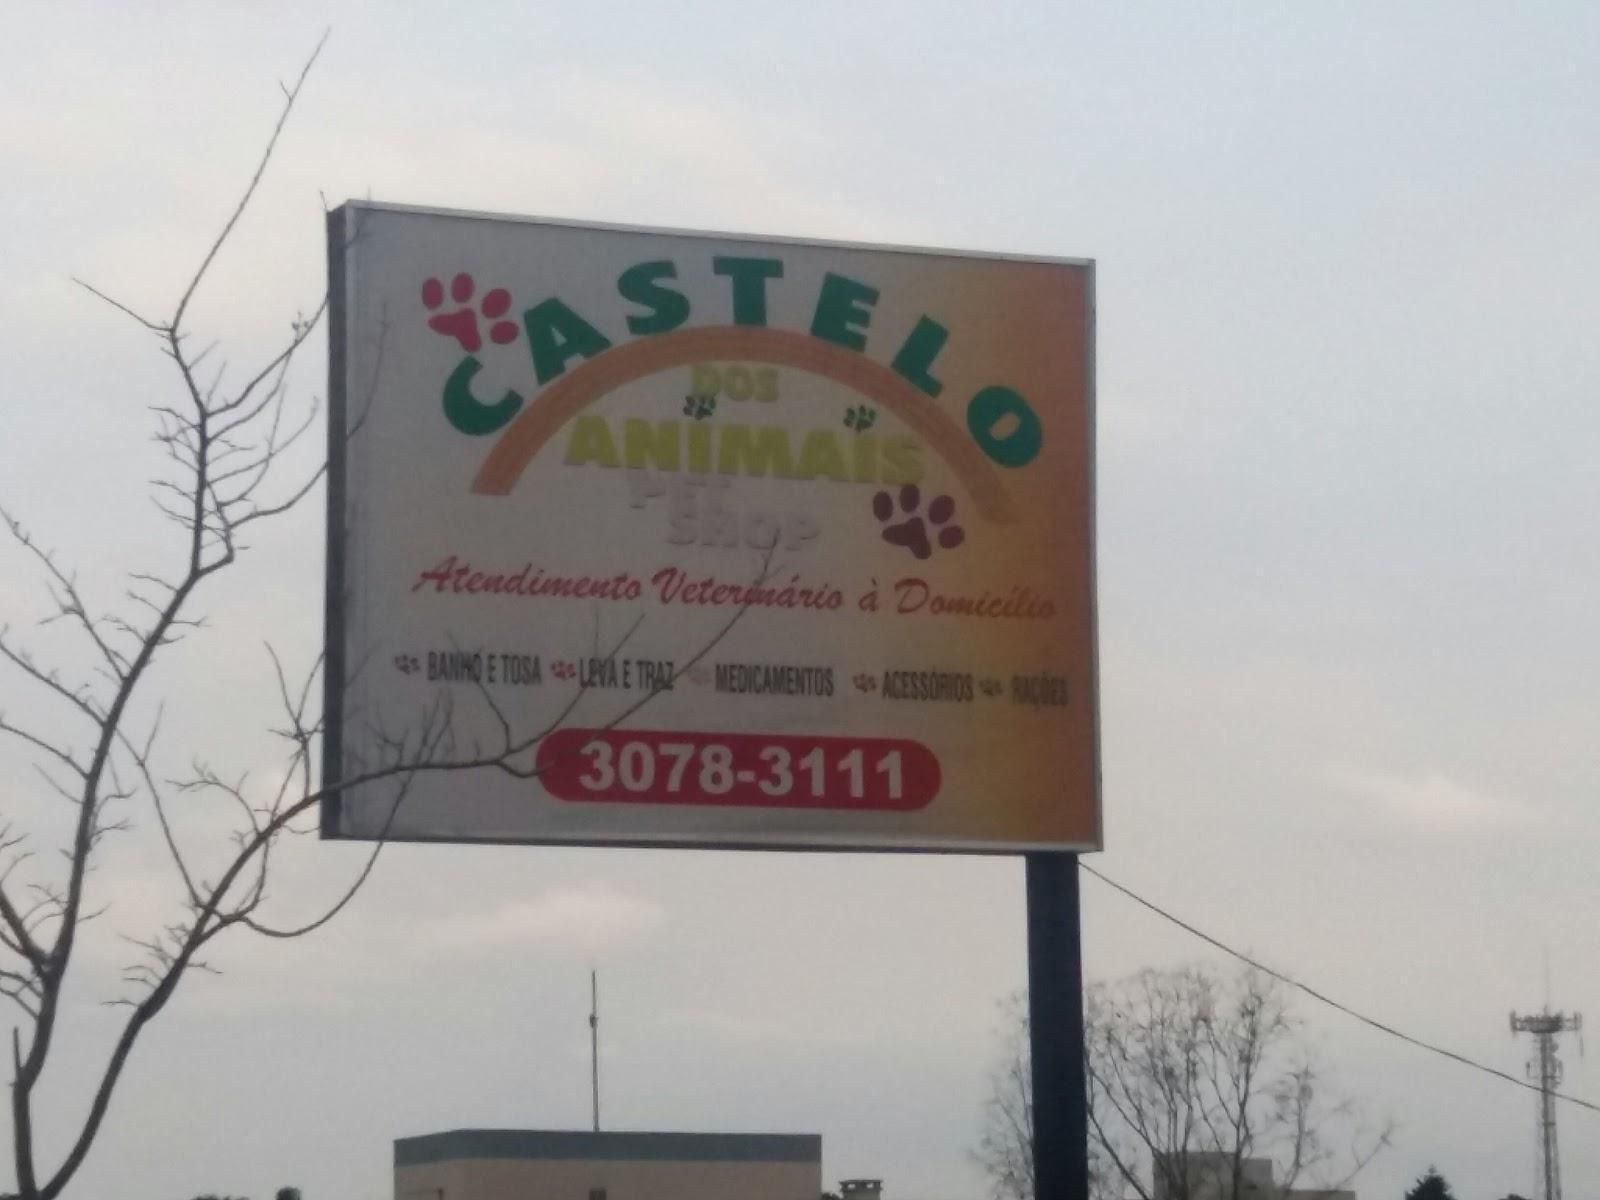 CASTELO
DOS
ANiMAiS
PET
SHOP
Atendimento Veterinário à Domicílio
BANHO E TOSA LEVA E TRAZ MEDICAMENTOS ACESSÓRIOS RAÇÕES
3078-3111